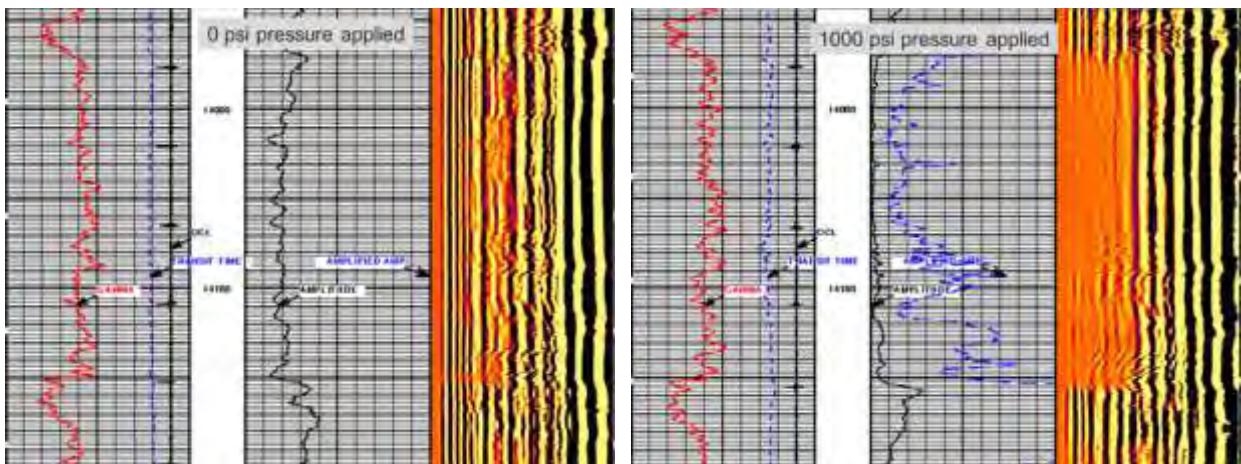 0 psi pressure applied
14000
CCL
TRANSIT TIME
AMPLIFIED AMP
14100
GAMMA
AMPLITUDE
1000 psi pressure applied
14000
CCL
TRANSIT TIME
14100
GAMMA
AMPLITUDE